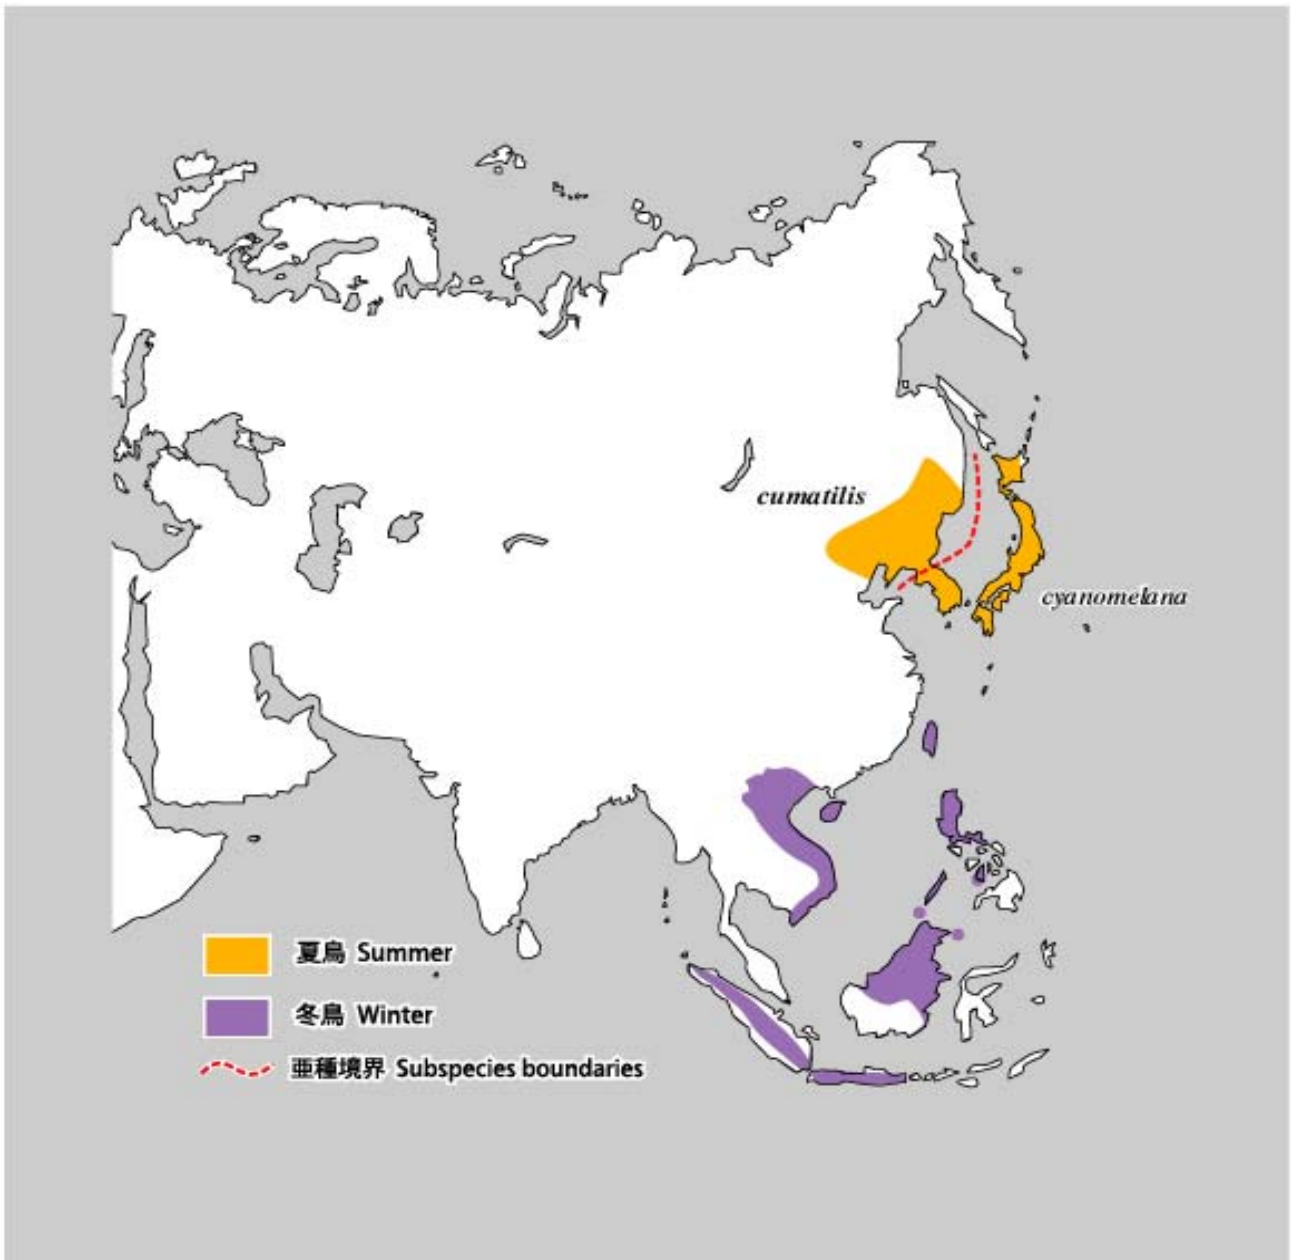 cumatilis
cyanomelana
夏鳥 Summer
冬鳥 Winter
亜種境界 Subspecies boundaries